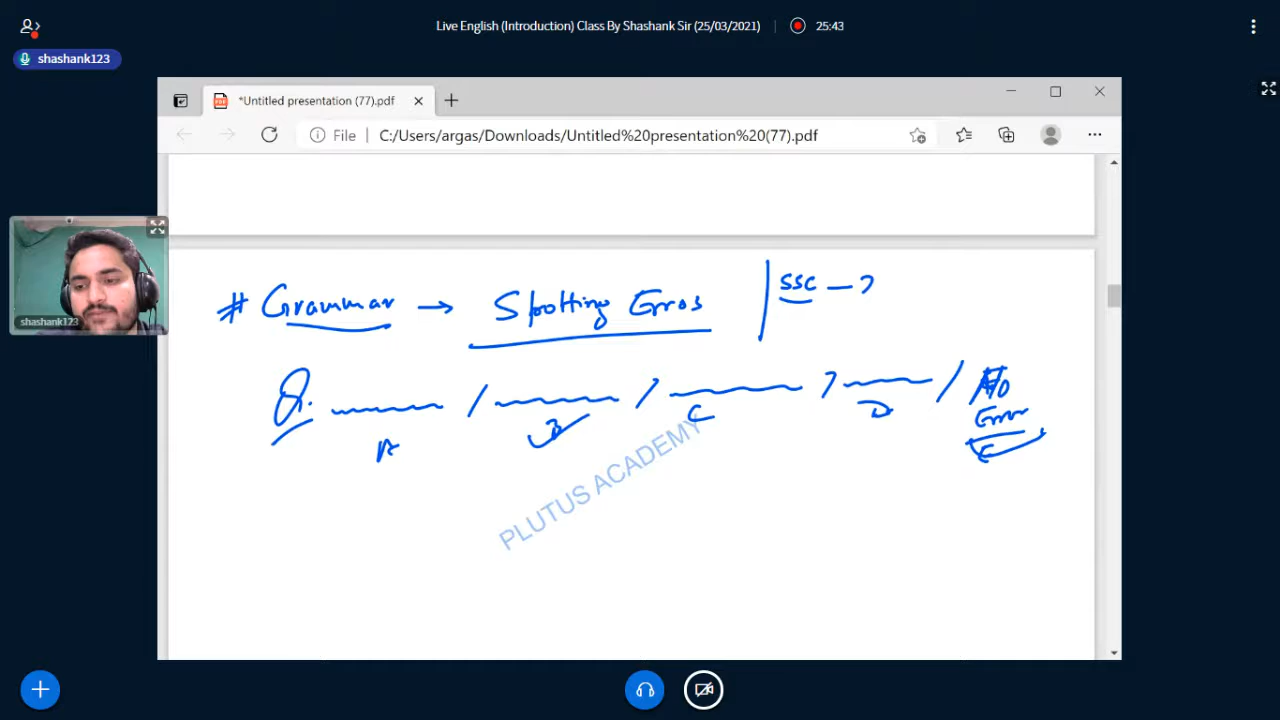 Live English (Introduction) Class By Shashank Sir (25/03/2021)
25:43
shashank123
*Untitled presentation (77).pdf
File
C:/Users/argas/Downloads/Untitled%20presentation%20(77).pdf
shashank123
# Grammar → Spotting Erros
SSC —
Q. / / / / No
Error
A B C D E
PLUTUS ACADEMY